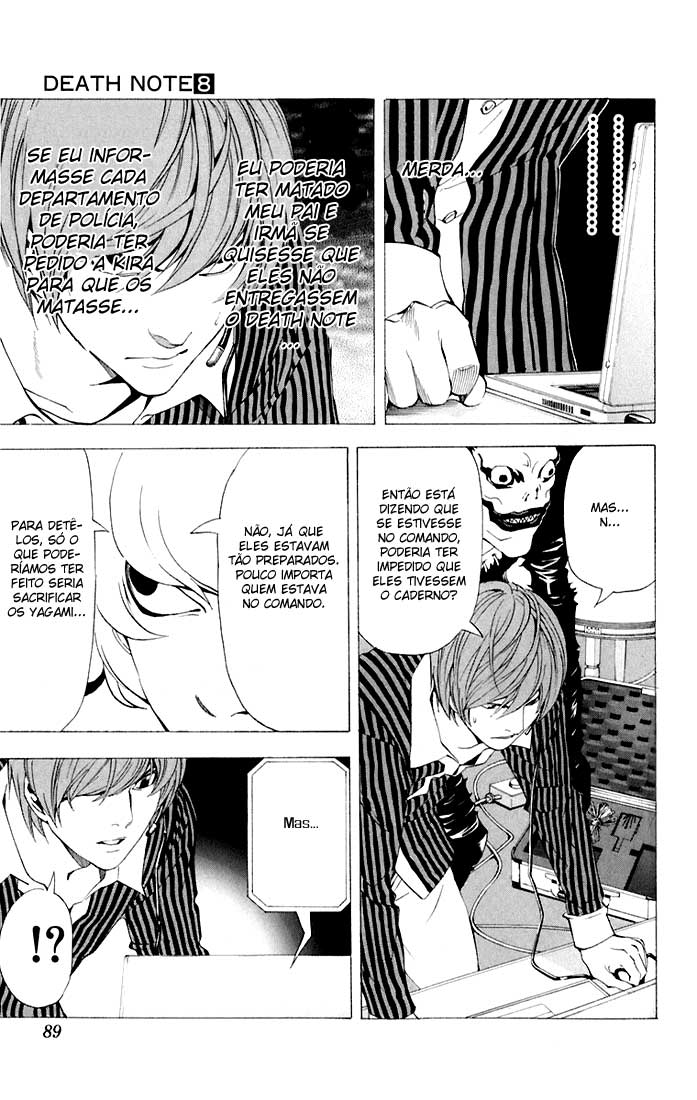 DEATH NOTE 8
MERDA...
EU PODERIA
TER MATADO
MEU PAI E
IRMÃ SE
QUISESSE QUE
ELES NÃO
ENTREGASSEM
O DEATH NOTE
...
SE EU INFOR-
MASSE CADA
DEPARTAMENTO
DE POLÍCIA,
PODERIA TER
PEDIDO A KIRA
PARA QUE OS
MATASSE...
MAS...
N...
ENTÃO ESTÁ
DIZENDO QUE
SE ESTIVESSE
NO COMANDO,
PODERIA TER
IMPEDIDO QUE
ELES TIVESSEM
O CADERNO?
NÃO, JÁ QUE
ELES ESTAVAM
TÃO PREPARADOS.
POUCO IMPORTA
QUEM ESTAVA
NO COMANDO.
PARA DETÊ-
LOS, SÓ O
QUE PODE-
RÍAMOS TER
FEITO SERIA
SACRIFICAR
OS YAGAMI...
Mas...
!?
89